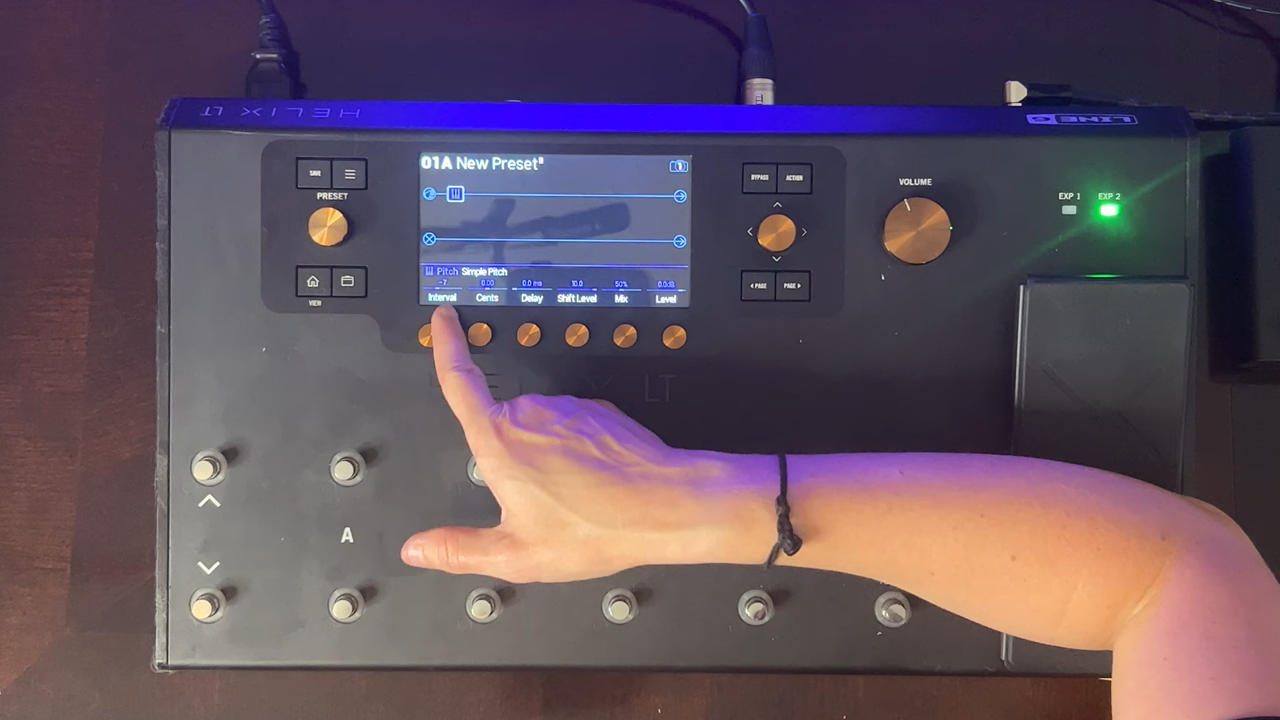 HELIX LT
LINE 6
SAVE
PRESET
VIEW
01A New Preset
Pitch Simple Pitch
-7 0.00 0.0 ms 10.0 50% 0.0dB
Interval Cents Delay Shift Level Mix Level
BYPASS ACTION
< PAGE PAGE >
VOLUME
EXP 1 EXP 2
LT
A